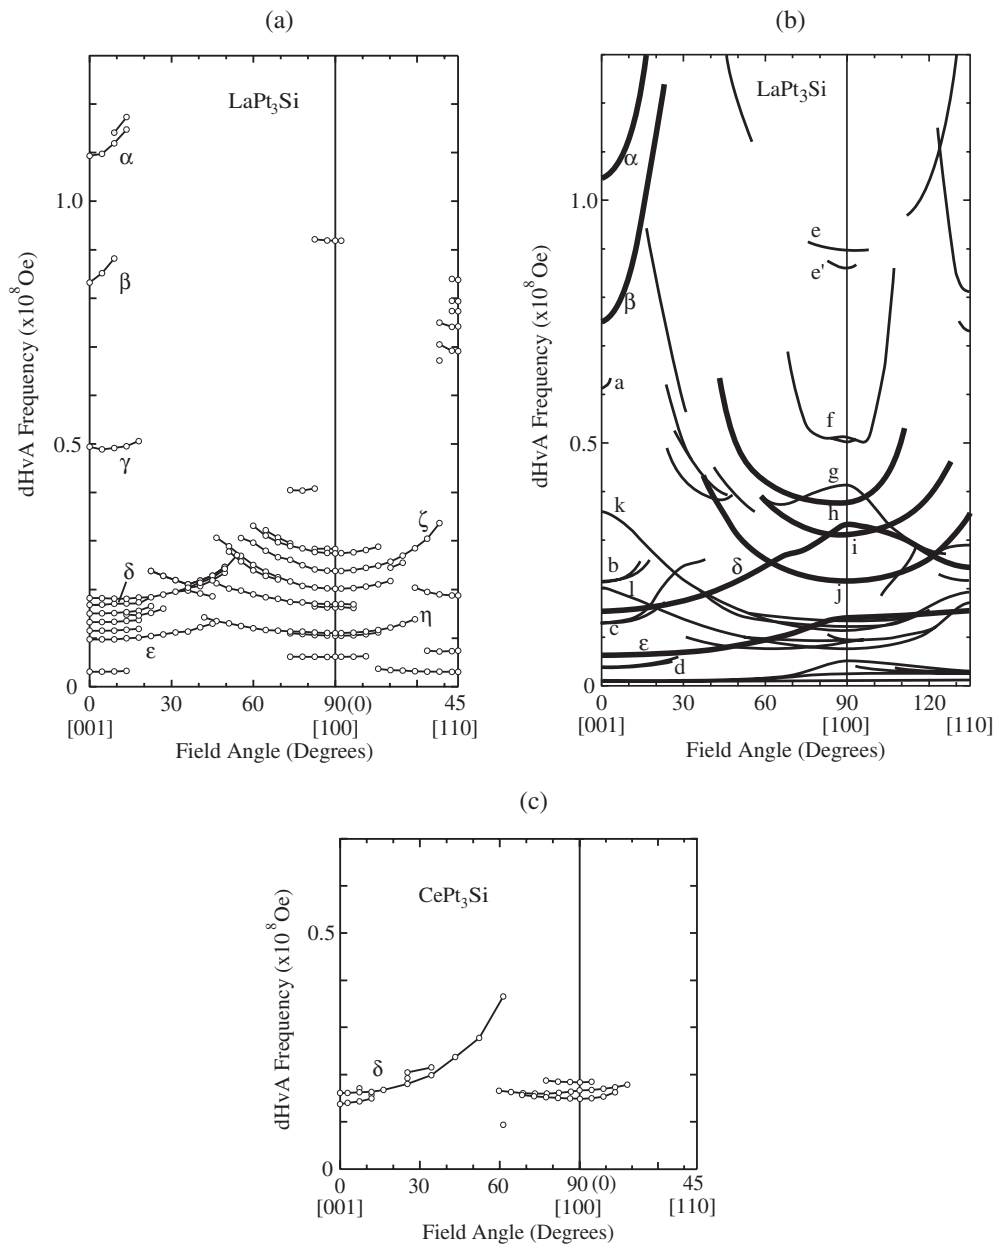 (a)
LaPt3Si
dHvA Frequency (x10^8Oe)
1.0
0.5
0
α
β
γ
δ
ε
ζ
η
0 30 60 90(0) 45
[001] [100] [110]
Field Angle (Degrees)
(b)
LaPt3Si
dHvA Frequency (x10^8Oe)
1.0
0.5
0
α
β
a
k
b
l
c
ε
d
δ
e
e'
f
g
h
i
j
0 30 60 90 120
[001] [100] [110]
Field Angle (Degrees)
(c)
CePt3Si
dHvA Frequency (x10^8Oe)
0.5
0
δ
0 30 60 90(0) 45
[001] [100] [110]
Field Angle (Degrees)